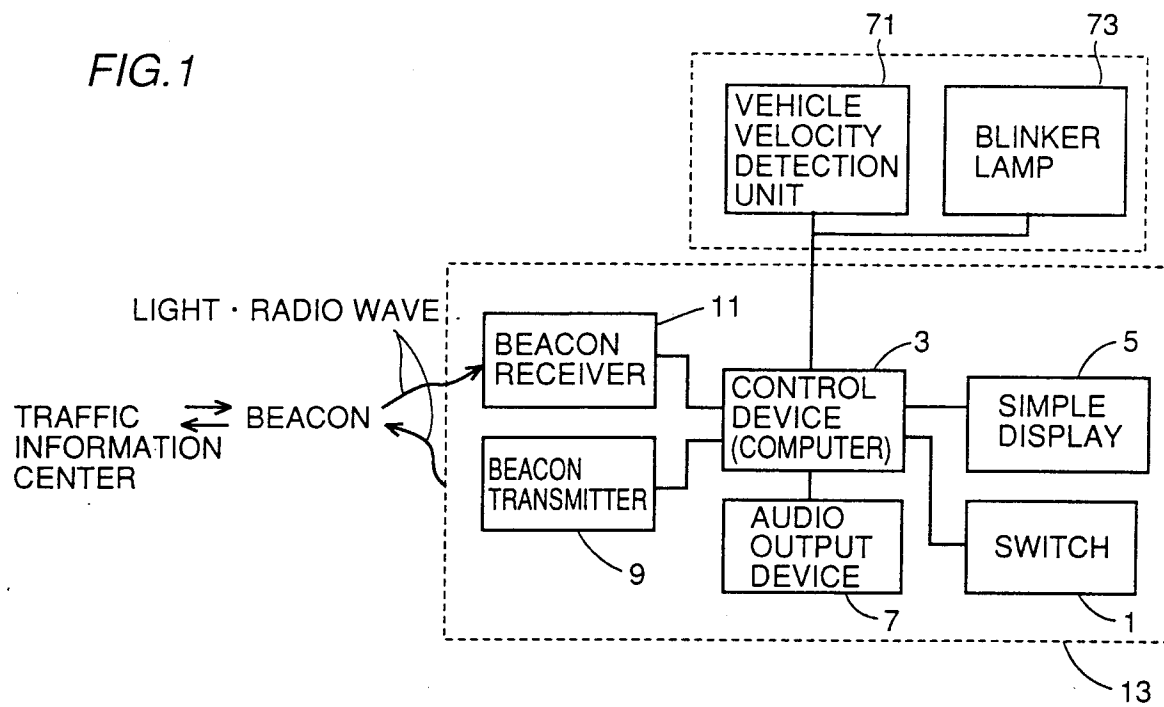 FIG.1
71
73
VEHICLE
VELOCITY
DETECTION
UNIT
BLINKER
LAMP
LIGHT · RADIO WAVE
11
BEACON
RECEIVER
3
CONTROL
DEVICE
(COMPUTER)
5
SIMPLE
DISPLAY
TRAFFIC
INFORMATION
CENTER
BEACON
BEACON
TRANSMITTER
9
AUDIO
OUTPUT
DEVICE
7
SWITCH
1
13